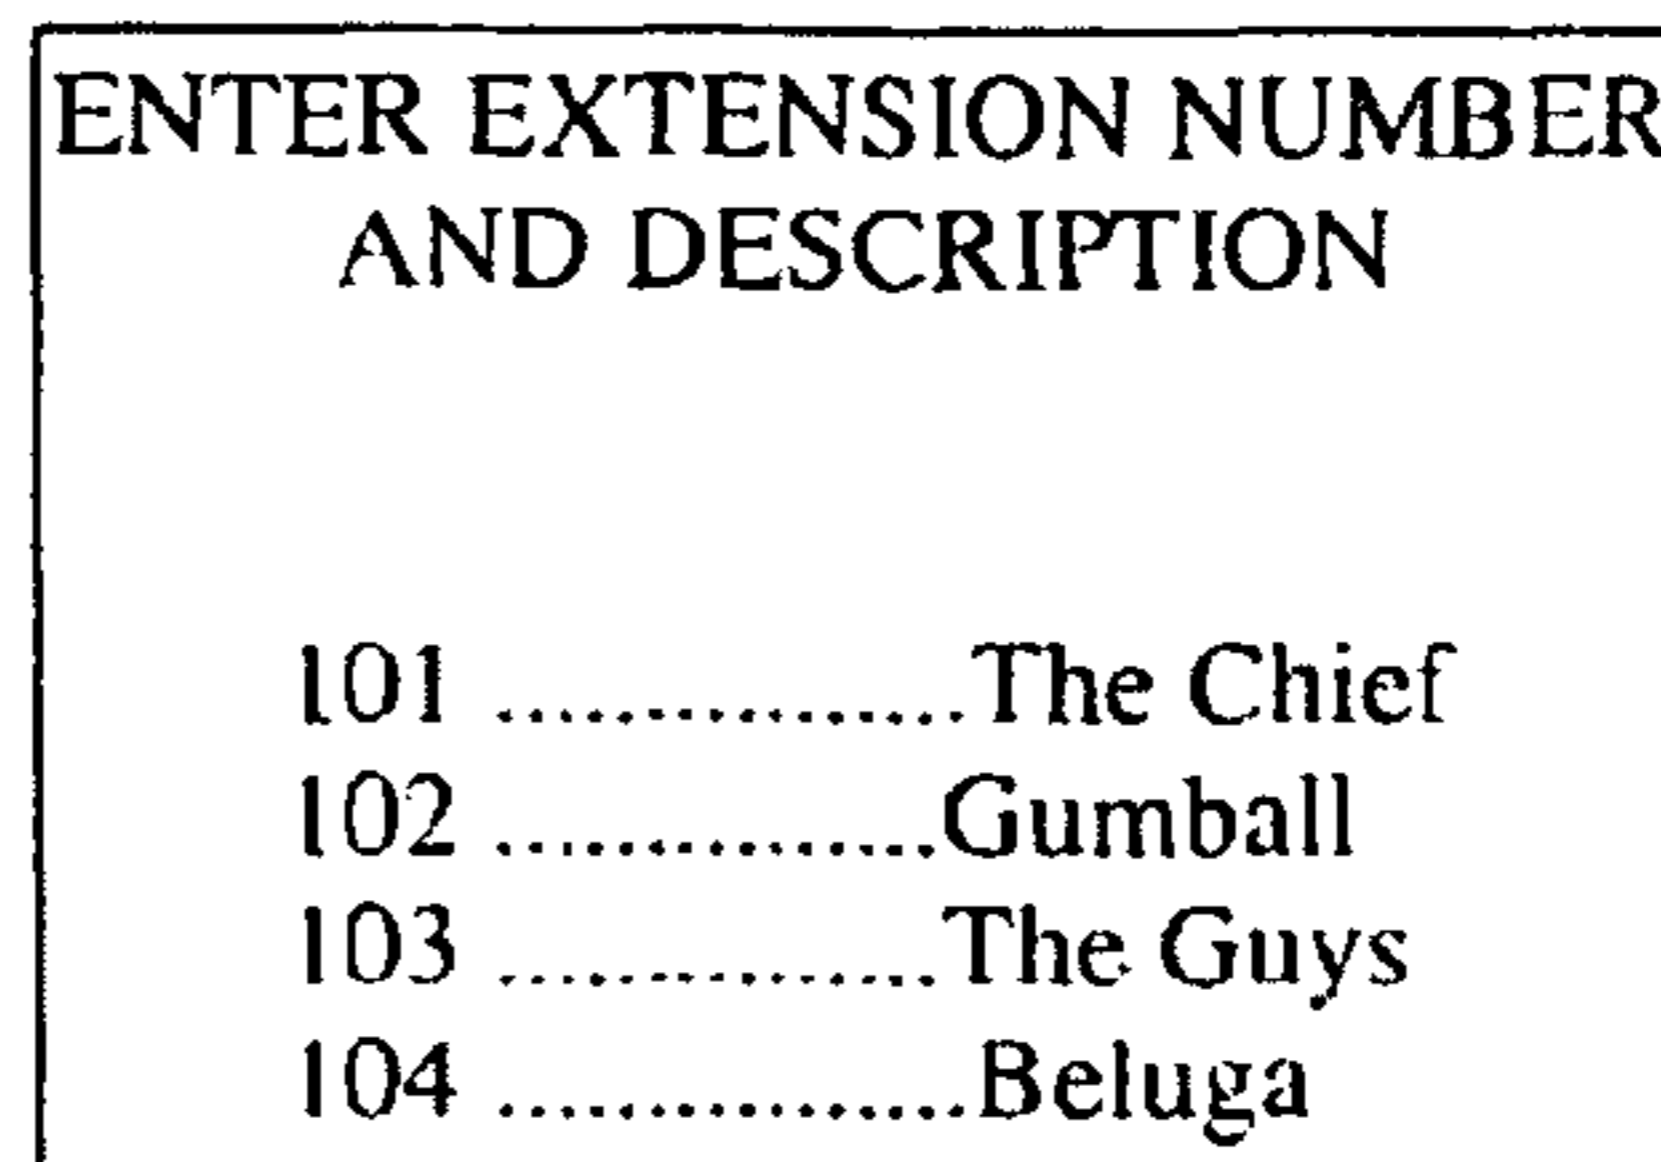 ENTER EXTENSION NUMBER
AND DESCRIPTION
101 ................The Chief
102 ...............Gumball
103 ...............The Guys
104 ................Beluga